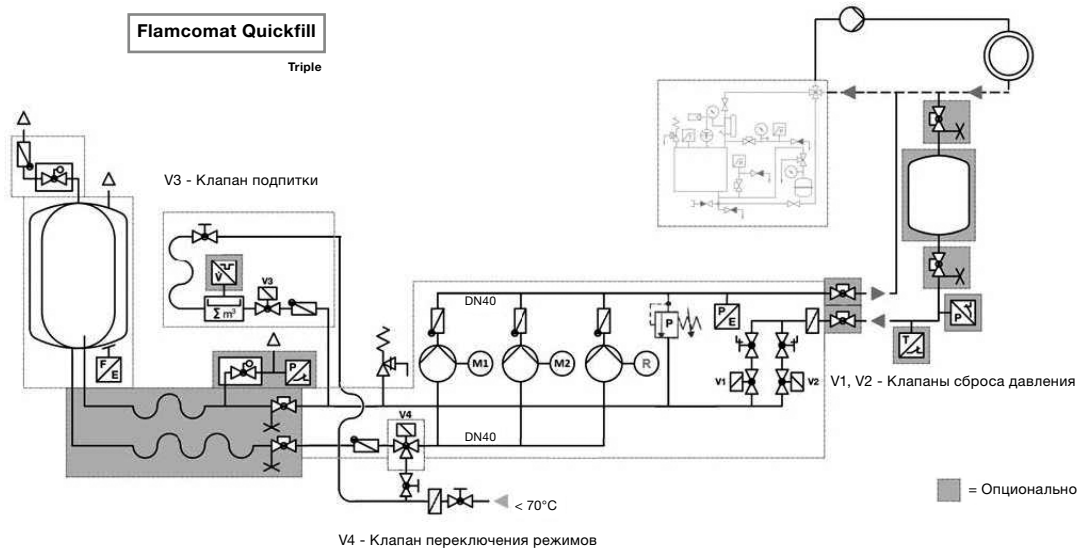 Flamcomat Quickfill
Triple
V3 - Клапан подпитки
V
V3
Σ m³
DN40
P
P
E
P
T
F
E
P
M1
M2
R
V1
V2
V1, V2 - Клапаны сброса давления
V4
DN40
< 70°C
= Опционально
V4 - Клапан переключения режимов